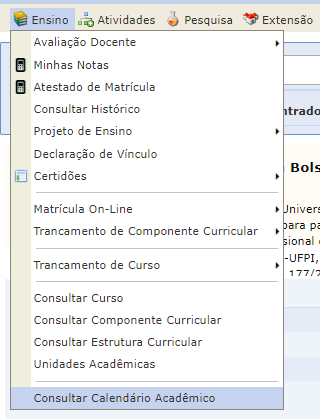 Ensino Atividades Pesquisa Extensão
Avaliação Docente
Minhas Notas
Atestado de Matrícula
Consultar Histórico
Projeto de Ensino
Declaração de Vínculo
Certidões
Matrícula On-Line
Trancamento de Componente Curricular
Trancamento de Curso
Consultar Curso
Consultar Componente Curricular
Consultar Estrutura Curricular
Unidades Acadêmicas
Consultar Calendário Acadêmico
ntrado
Bols
Univers
para pa
sional
-UFPI,
177/2